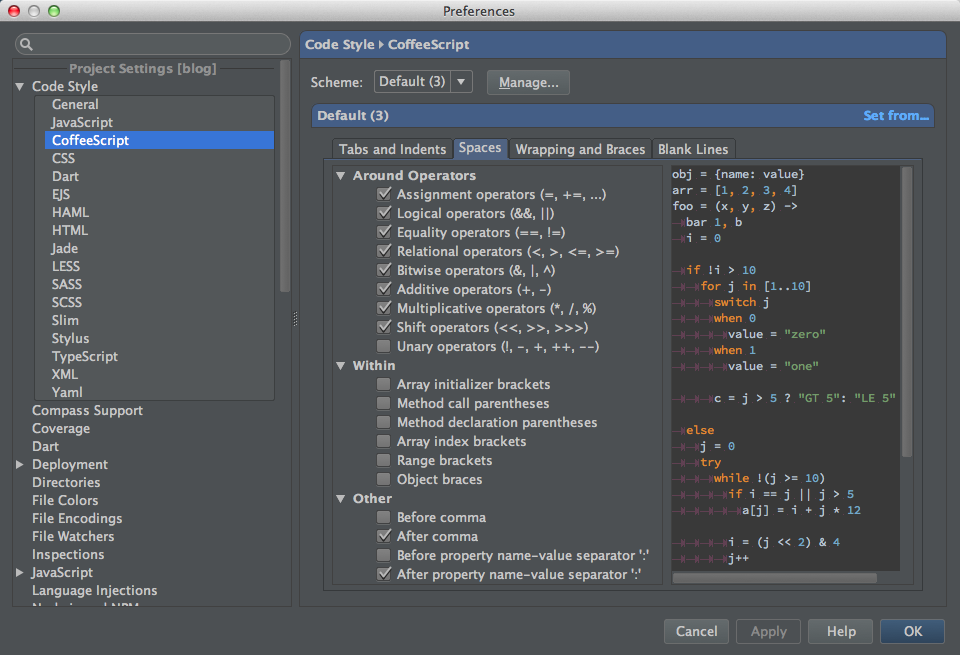 Preferences
Project Settings [blog]
Code Style
General
JavaScript
CoffeeScript
CSS
Dart
EJS
HAML
HTML
Jade
LESS
SASS
SCSS
Slim
Stylus
TypeScript
XML
Yaml
Compass Support
Coverage
Dart
Deployment
Directories
File Colors
File Encodings
File Watchers
Inspections
JavaScript
Language Injections
Code Style ▸ CoffeeScript
Scheme: Default (3) Manage...
Default (3) Set from...
Tabs and Indents Spaces Wrapping and Braces Blank Lines
Around Operators
Assignment operators (=, +=, ...)
Logical operators (&&, ||)
Equality operators (==, !=)
Relational operators (<, >, <=, >=)
Bitwise operators (&, |, ^)
Additive operators (+, -)
Multiplicative operators (*, /, %)
Shift operators (<<, >>, >>>)
Unary operators (!, -, +, ++, --)
Within
Array initializer brackets
Method call parentheses
Method declaration parentheses
Array index brackets
Range brackets
Object braces
Other
Before comma
After comma
Before property name-value separator ':'
After property name-value separator ':'
obj = {name: value}
arr = [1, 2, 3, 4]
foo = (x, y, z) ->
bar 1, b
i = 0
if !i > 10
for j in [1..10]
switch j
when 0
value = "zero"
when 1
value = "one"
c = j > 5 ? "GT 5": "LE 5"
else
j = 0
try
while !(j >= 10)
if i == j || j > 5
a[j] = i + j * 12
i = (j << 2) & 4
j++
Cancel Apply Help OK